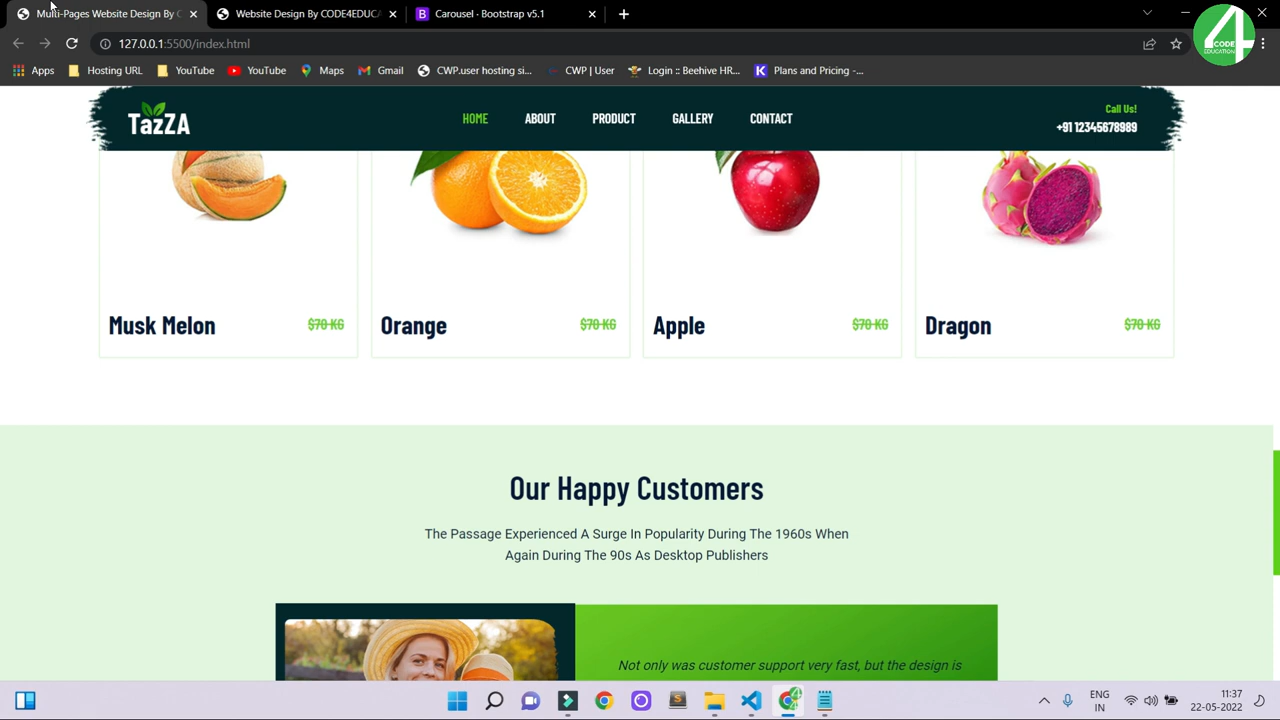 Multi-Pages Website Design By C
Website Design By CODE4EDUCA
Carousel - Bootstrap v5.1
127.0.0.1:5500/index.html
4
CODE
EDUCATION
Apps
Hosting URL
YouTube
YouTube
Maps
Gmail
CWP.user hosting si...
CWP | User
Login :: Beehive HR...
Plans and Pricing -...
TazZA
HOME ABOUT PRODUCT GALLERY CONTACT
Call Us!
+91 12345678989
Musk Melon $70 KG
Orange $70 KG
Apple $70 KG
Dragon $70 KG
Our Happy Customers
The Passage Experienced A Surge In Popularity During The 1960s When
Again During The 90s As Desktop Publishers
Not only was customer support very fast, but the design is
ENG
IN
11:37
22-05-2022